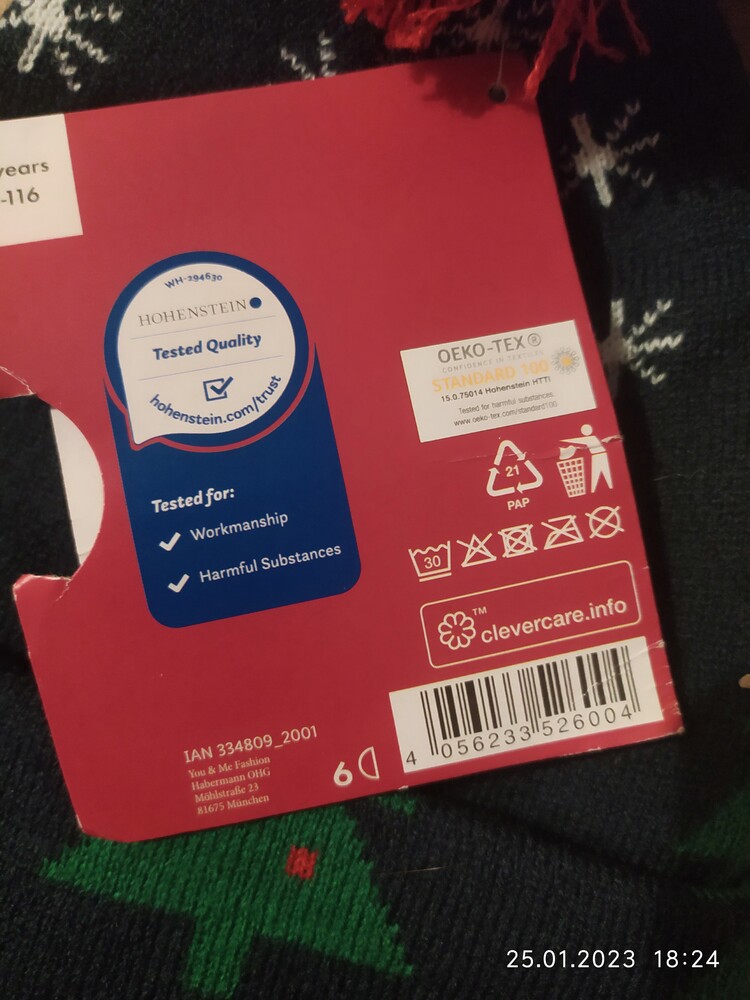 years
-116
WH-294630
HOHENSTEIN
Tested Quality
hohenstein.com/trust
Tested for:
Workmanship
Harmful Substances
OEKO-TEX®
CONFIDENCE IN TEXTILES
STANDARD 100
15.0.75014 Hohenstein HTTI
Tested for harmful substances.
www.oeko-tex.com/standard100
21
PAP
30
TM
clevercare.info
4 056233 526004
IAN 334809_2001
You & Me Fashion
Habermann OHG
Mühlstraße 23
81675 München
6
25.01.2023 18:24